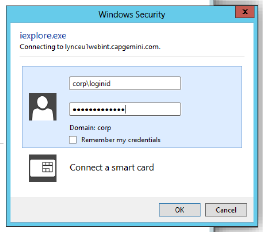 Windows Security
x
iexplore.exe
Connecting to lynceu1webint.capgemini.com.
corp\loginid
•••••••••••••
Domain: corp
Remember my credentials
Connect a smart card
OK
Cancel